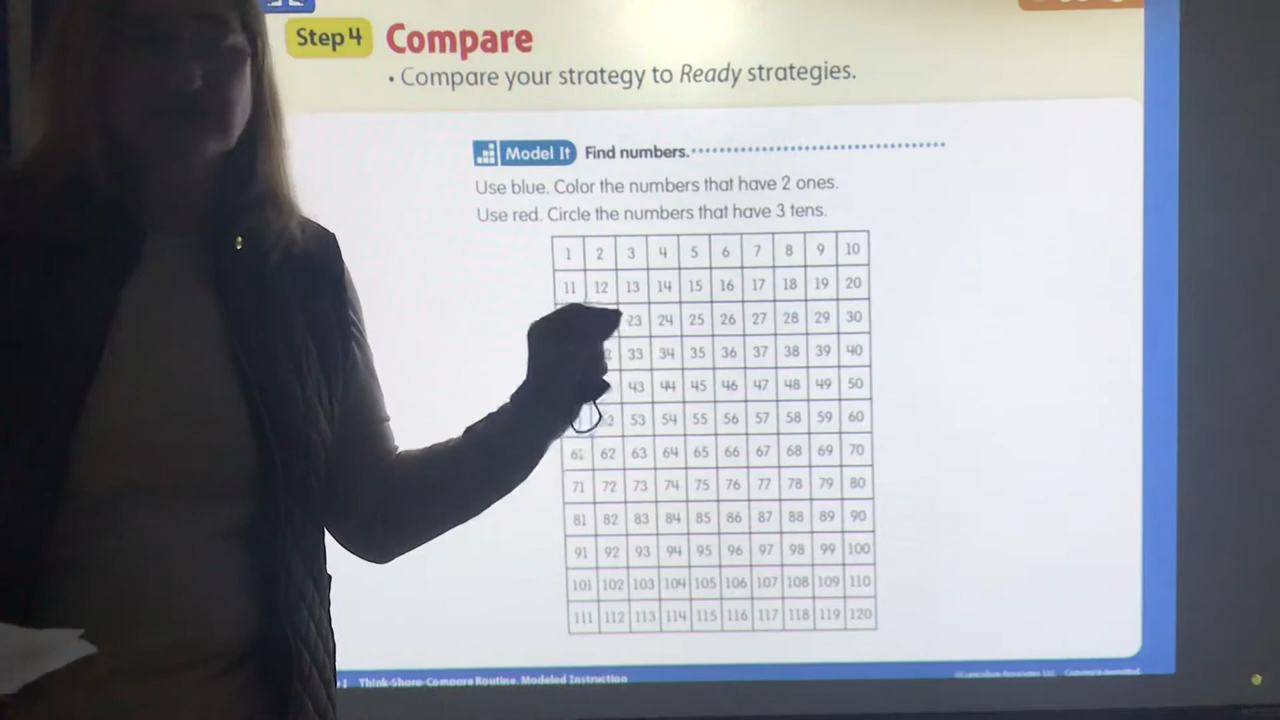 Step 4 Compare
• Compare your strategy to Ready strategies.
Model It Find numbers.
Use blue. Color the numbers that have 2 ones.
Use red. Circle the numbers that have 3 tens.
1 2 3 4 5 6 7 8 9 10
11 12 13 14 15 16 17 18 19 20
23 24 25 26 27 28 29 30
33 34 35 36 37 38 39 40
43 44 45 46 47 48 49 50
53 54 55 56 57 58 59 60
62 63 64 65 66 67 68 69 70
71 72 73 74 75 76 77 78 79 80
81 82 83 84 85 86 87 88 89 90
91 92 93 94 95 96 97 98 99 100
101 102 103 104 105 106 107 108 109 110
111 112 113 114 115 116 117 118 119 120
Think-Share-Compare Routine. Modeled Instruction